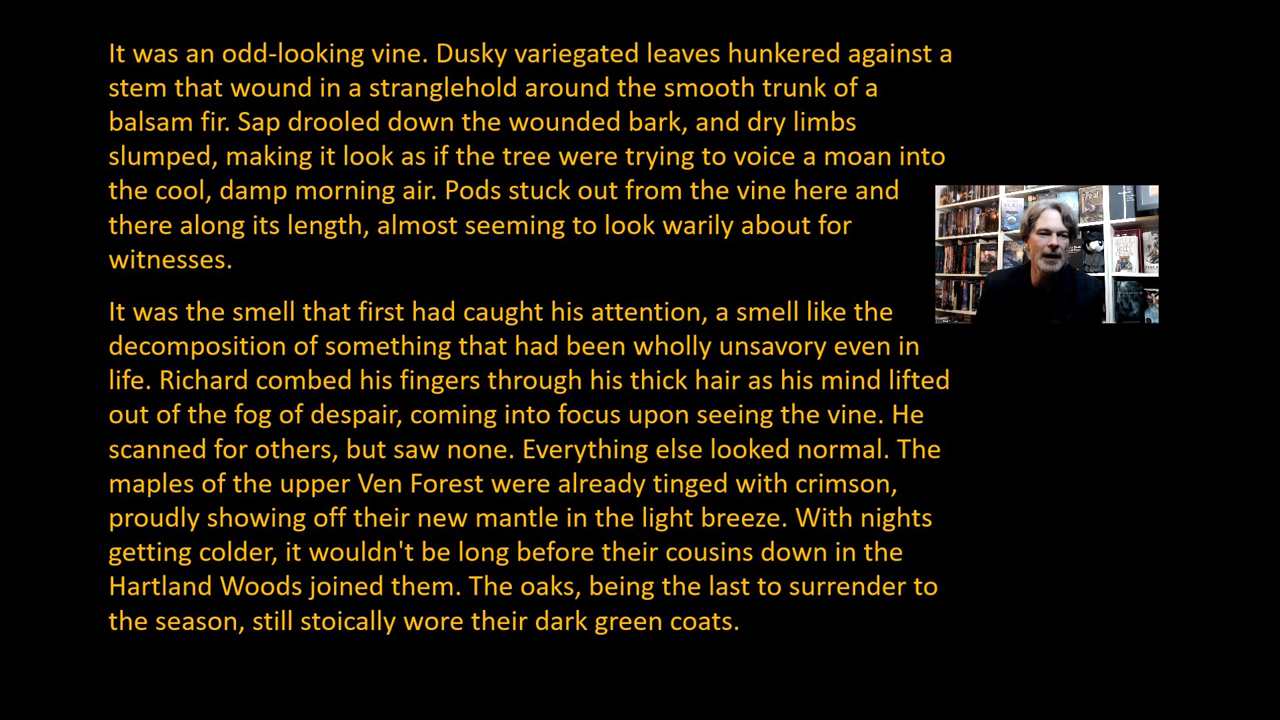 It was an odd-looking vine. Dusky variegated leaves hunkered against a
stem that wound in a stranglehold around the smooth trunk of a
balsam fir. Sap drooled down the wounded bark, and dry limbs
slumped, making it look as if the tree were trying to voice a moan into
the cool, damp morning air. Pods stuck out from the vine here and
there along its length, almost seeming to look warily about for
witnesses.
It was the smell that first had caught his attention, a smell like the
decomposition of something that had been wholly unsavory even in
life. Richard combed his fingers through his thick hair as his mind lifted
out of the fog of despair, coming into focus upon seeing the vine. He
scanned for others, but saw none. Everything else looked normal. The
maples of the upper Ven Forest were already tinged with crimson,
proudly showing off their new mantle in the light breeze. With nights
getting colder, it wouldn't be long before their cousins down in the
Hartland Woods joined them. The oaks, being the last to surrender to
the season, still stoically wore their dark green coats.